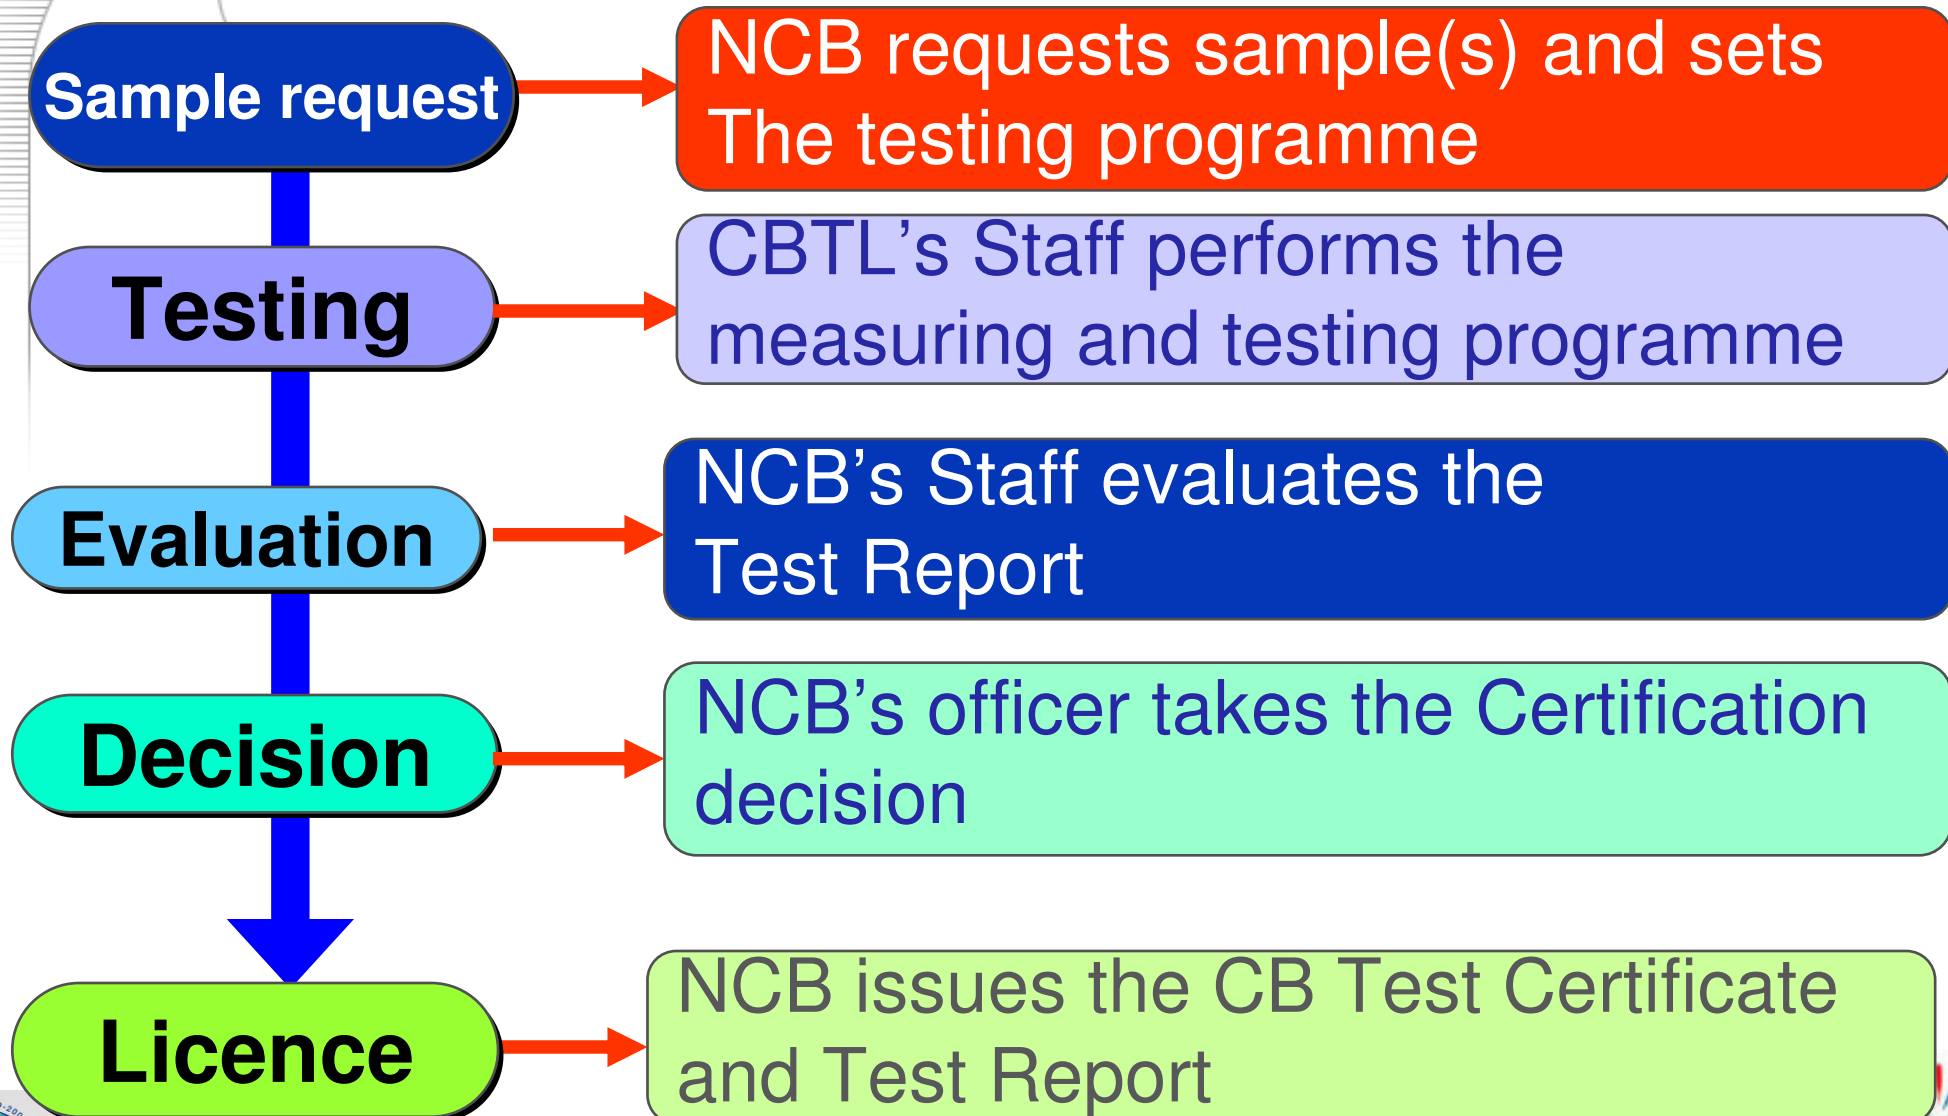 Sample request
NCB requests sample(s) and sets
The testing programme
Testing
CBTL’s Staff performs the
measuring and testing programme
Evaluation
NCB’s Staff evaluates the
Test Report
Decision
NCB’s officer takes the Certification
decision
Licence
NCB issues the CB Test Certificate
and Test Report